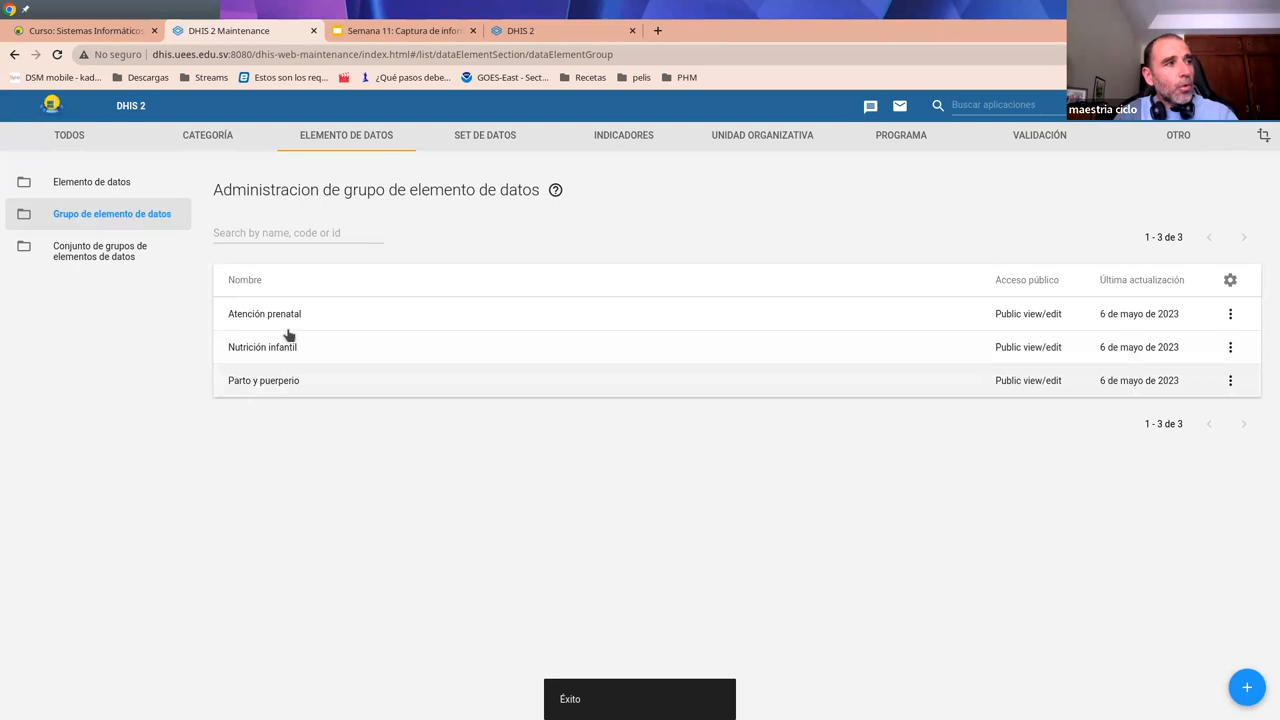 Curso: Sistemas Informático
DHIS 2 Maintenance
Semana 11: Captura de infor
DHIS 2
No seguro
dhis.uees.edu.sv:8080/dhis-web-maintenance/index.html#/list/dataElementSection/dataElementGroup
DSM mobile - kad...
Descargas
Streams
Estos son los req...
¿Qué pasos debe...
GOES-East - Sect...
Recetas
pelis
PHM
maestria ciclo
DHIS 2
Buscar aplicaciones
TODOS
CATEGORÍA
ELEMENTO DE DATOS
SET DE DATOS
INDICADORES
UNIDAD ORGANIZATIVA
PROGRAMA
VALIDACIÓN
OTRO
Elemento de datos
Grupo de elemento de datos
Conjunto de grupos de
elementos de datos
Administracion de grupo de elemento de datos
Search by name, code or id
1 - 3 de 3
Nombre
Acceso público
Última actualización
Atención prenatal
Public view/edit
6 de mayo de 2023
Nutrición infantil
Public view/edit
6 de mayo de 2023
Parto y puerperio
Public view/edit
6 de mayo de 2023
1 - 3 de 3
Éxito